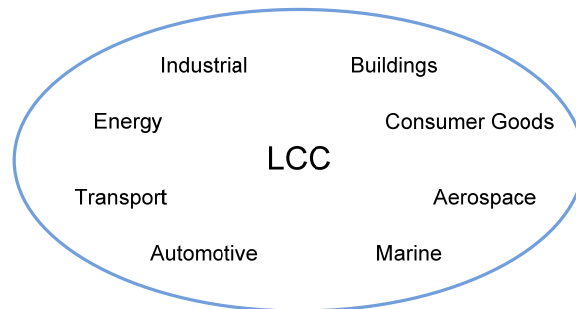 Industrial
Buildings
Energy
Consumer Goods
LCC
Transport
Aerospace
Automotive
Marine